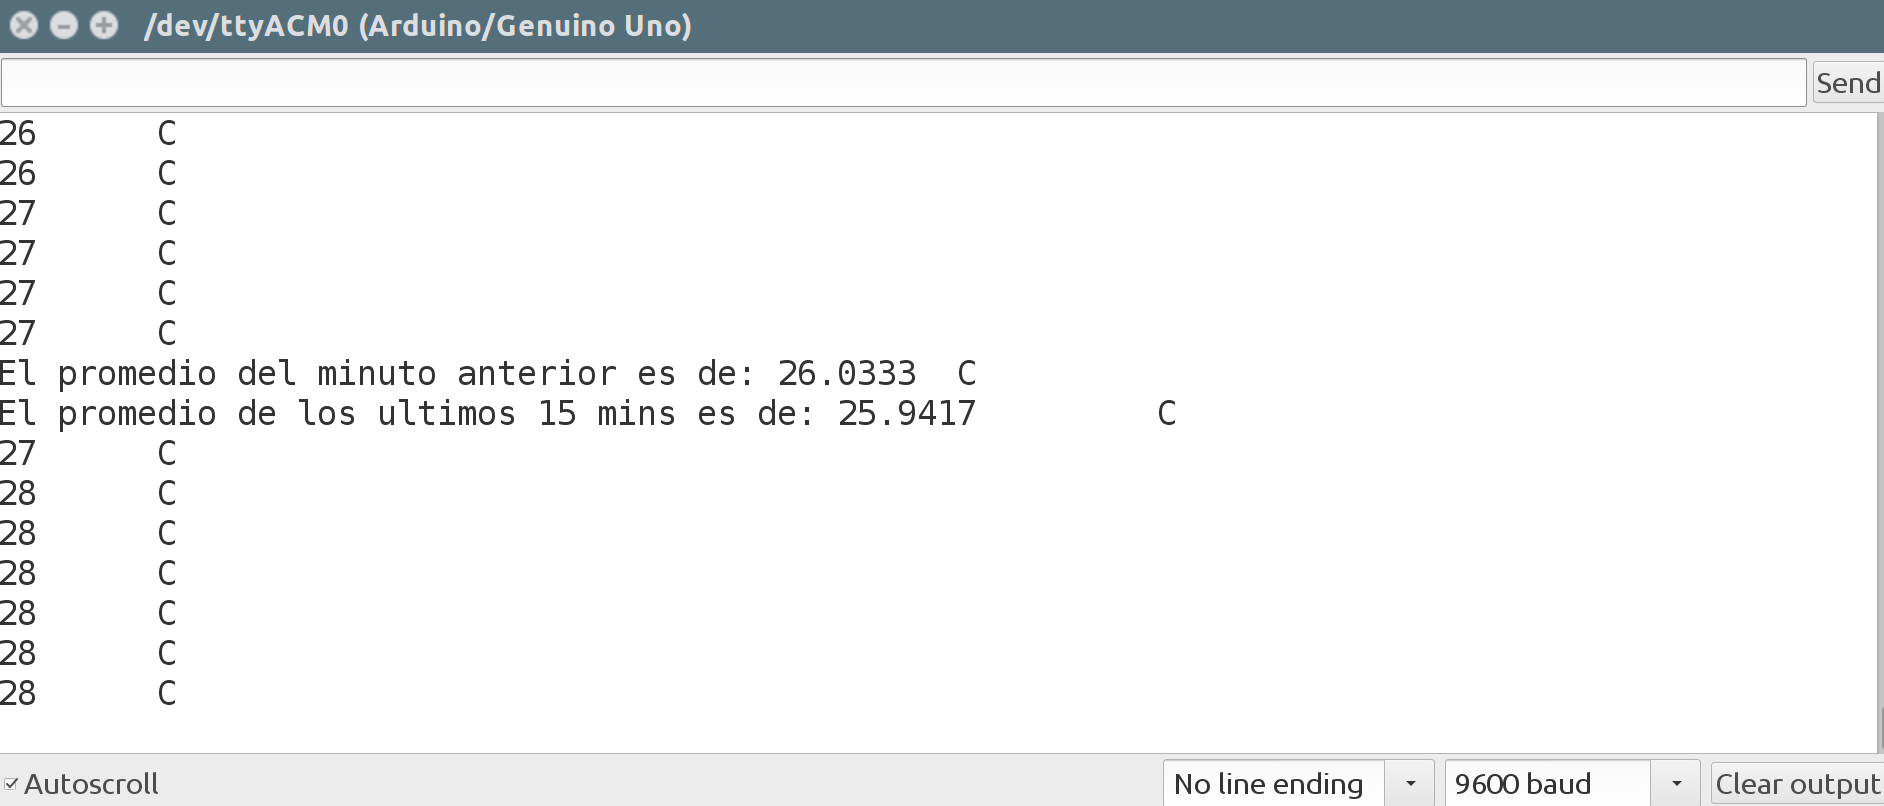 /dev/ttyACM0 (Arduino/Genuino Uno)
Send
26 C
26 C
27 C
27 C
27 C
27 C
El promedio del minuto anterior es de: 26.0333 C
El promedio de los ultimos 15 mins es de: 25.9417 C
27 C
28 C
28 C
28 C
28 C
28 C
28 C
Autoscroll No line ending 9600 baud Clear output